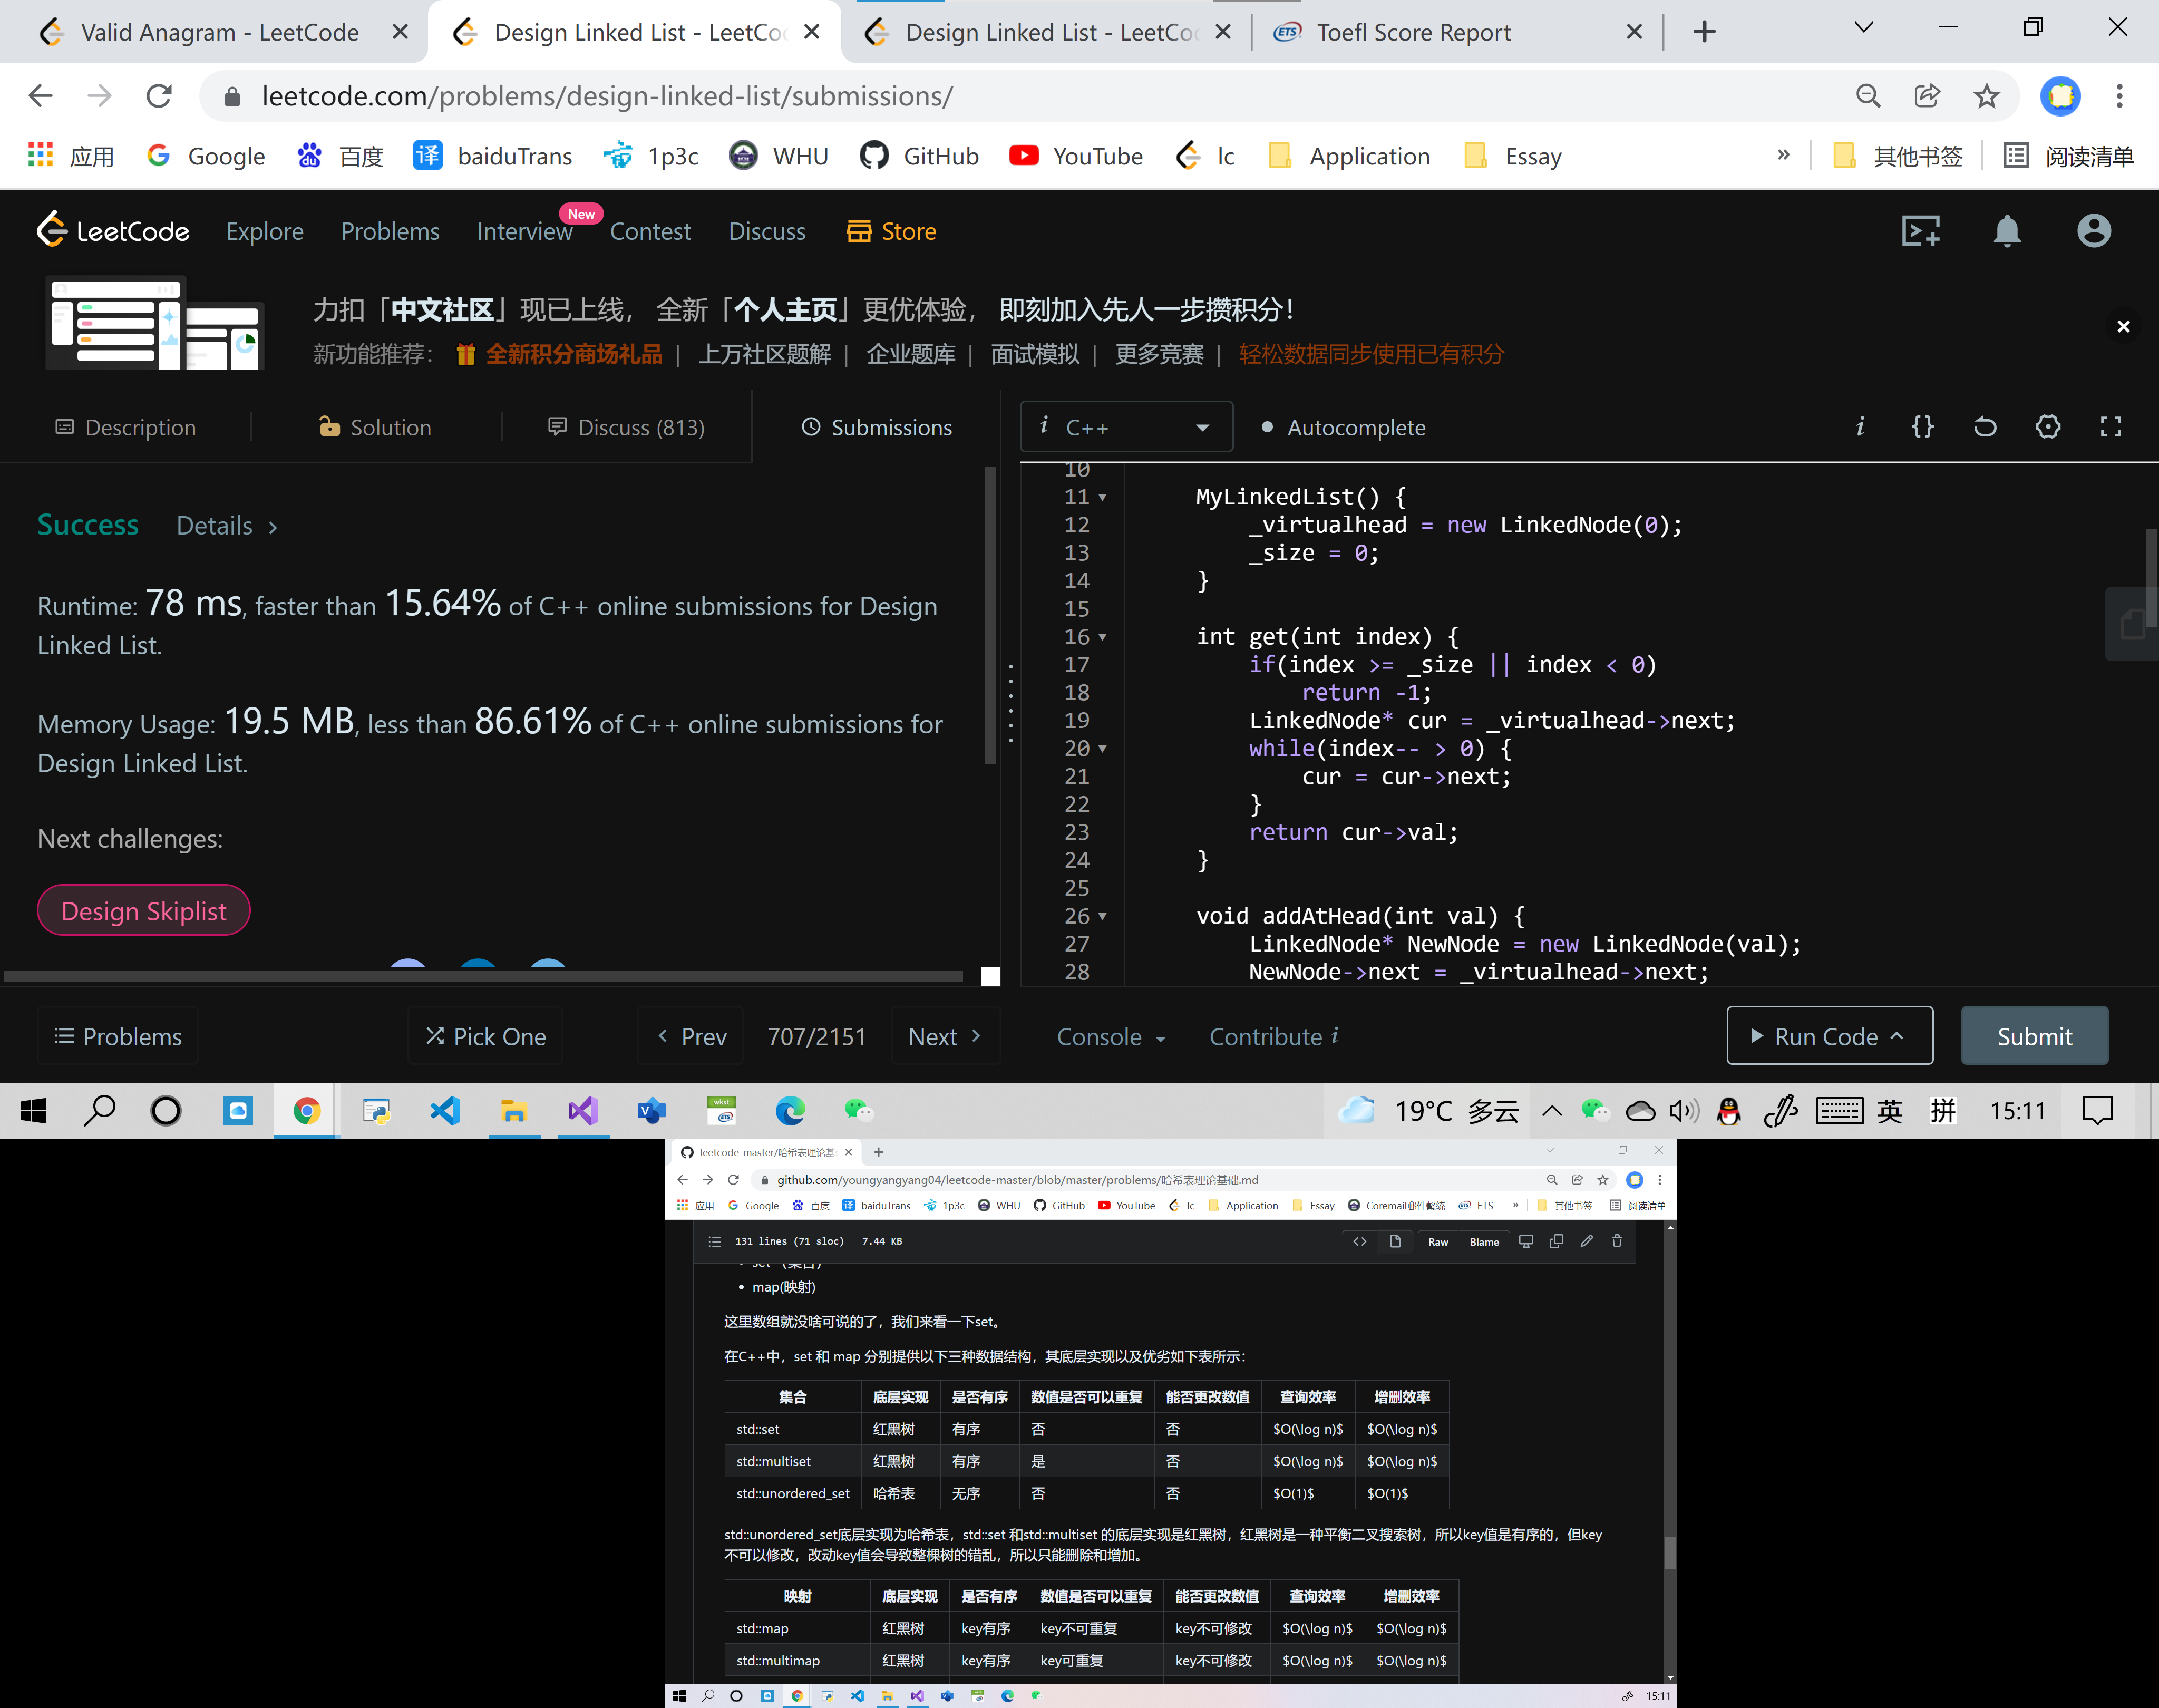 Valid Anagram - LeetCode
Design Linked List - LeetCo
Design Linked List - LeetCo
Toefl Score Report
leetcode.com/problems/design-linked-list/submissions/
应用 Google 百度 译 baiduTrans 1p3c WHU GitHub YouTube lc Application Essay » 其他书签 阅读清单
LeetCode Explore Problems Interview New Contest Discuss Store
力扣「中文社区」现已上线， 全新「个人主页」更优体验， 即刻加入先人一步攒积分！
新功能推荐： 全新积分商场礼品 | 上万社区题解 | 企业题库 | 面试模拟 | 更多竞赛 | 轻松数据同步使用已有积分
Description Solution Discuss (813) Submissions
i C++ Autocomplete
Success Details >
Runtime: 78 ms, faster than 15.64% of C++ online submissions for Design
Linked List.
Memory Usage: 19.5 MB, less than 86.61% of C++ online submissions for
Design Linked List.
Next challenges:
Design Skiplist
10
11 MyLinkedList() {
12 _virtualhead = new LinkedNode(0);
13 _size = 0;
14 }
15
16 int get(int index) {
17 if(index >= _size || index < 0)
18 return -1;
19 LinkedNode* cur = _virtualhead->next;
20 while(index-- > 0) {
21 cur = cur->next;
22 }
23 return cur->val;
24 }
25
26 void addAtHead(int val) {
27 LinkedNode* NewNode = new LinkedNode(val);
28 NewNode->next = _virtualhead->next;
Problems Pick One < Prev 707/2151 Next > Console Contribute i Run Code Submit
19°C 多云 英 拼 15:11
leetcode-master/哈希表理论基
github.com/youngyangyang04/leetcode-master/blob/master/problems/哈希表理论基础.md
应用 Google 百度 译 baiduTrans 1p3c WHU GitHub YouTube lc Application Essay Coremail郵件繫統 ETS » 其他书签 阅读清单
131 lines (71 sloc) 7.44 KB Raw Blame
set （集合）
map(映射)
这里数组就没啥可说的了，我们来看一下set。
在C++中，set 和 map 分别提供以下三种数据结构，其底层实现以及优劣如下表所示：
集合 底层实现 是否有序 数值是否可以重复 能否更改数值 查询效率 增删效率
std::set 红黑树 有序 否 否 $O(\log n)$ $O(\log n)$
std::multiset 红黑树 有序 是 否 $O(\log n)$ $O(\log n)$
std::unordered_set 哈希表 无序 否 否 $O(1)$ $O(1)$
std::unordered_set底层实现为哈希表，std::set 和std::multiset 的底层实现是红黑树，红黑树是一种平衡二叉搜索树，所以key值是有序的，但key
不可以修改，改动key值会导致整棵树的错乱，所以只能删除和增加。
映射 底层实现 是否有序 数值是否可以重复 能否更改数值 查询效率 增删效率
std::map 红黑树 key有序 key不可重复 key不可修改 $O(\log n)$ $O(\log n)$
std::multimap 红黑树 key有序 key可重复 key不可修改 $O(\log n)$ $O(\log n)$
15:11